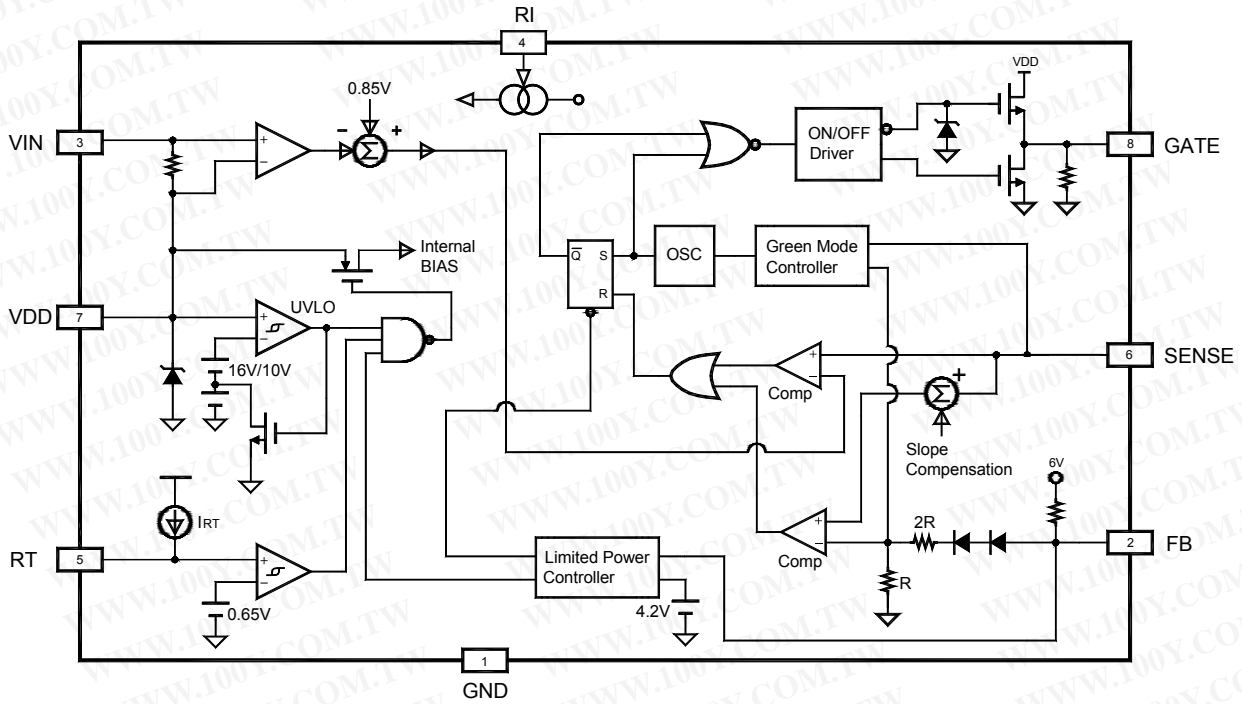 RI
4
0.85V
VDD
VIN
3
+
−
−
Σ
+
ON/OFF
Driver
8
GATE
Internal
BIAS
Q
S
R
OSC
Green Mode
Controller
VDD
7
UVLO
+
−
16V/10V
+
−
Comp
6
SENSE
+
Σ
Slope
Compensation
6V
IRT
RT
5
+
−
0.65V
Limited Power
Controller
4.2V
+
−
Comp
2R
R
2
FB
1
GND
WWW.100Y.COM.TW